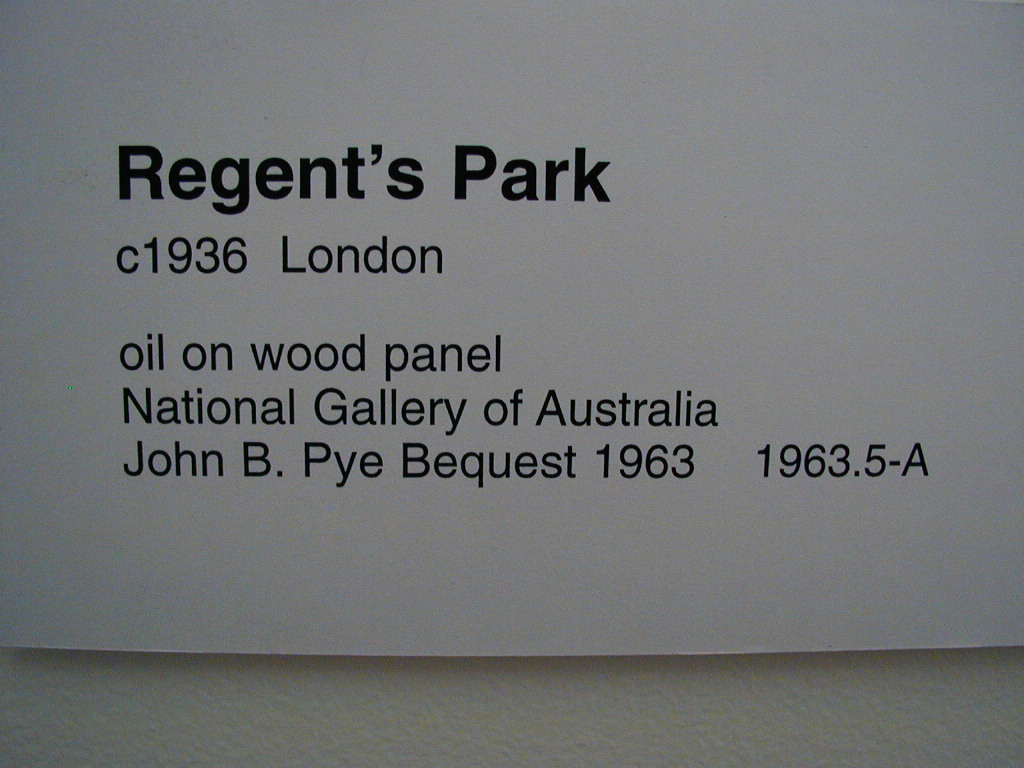 Regent's Park
c1936 London
oil on wood panel
National Gallery of Australia
John B. Pye Bequest 1963 1963.5-A